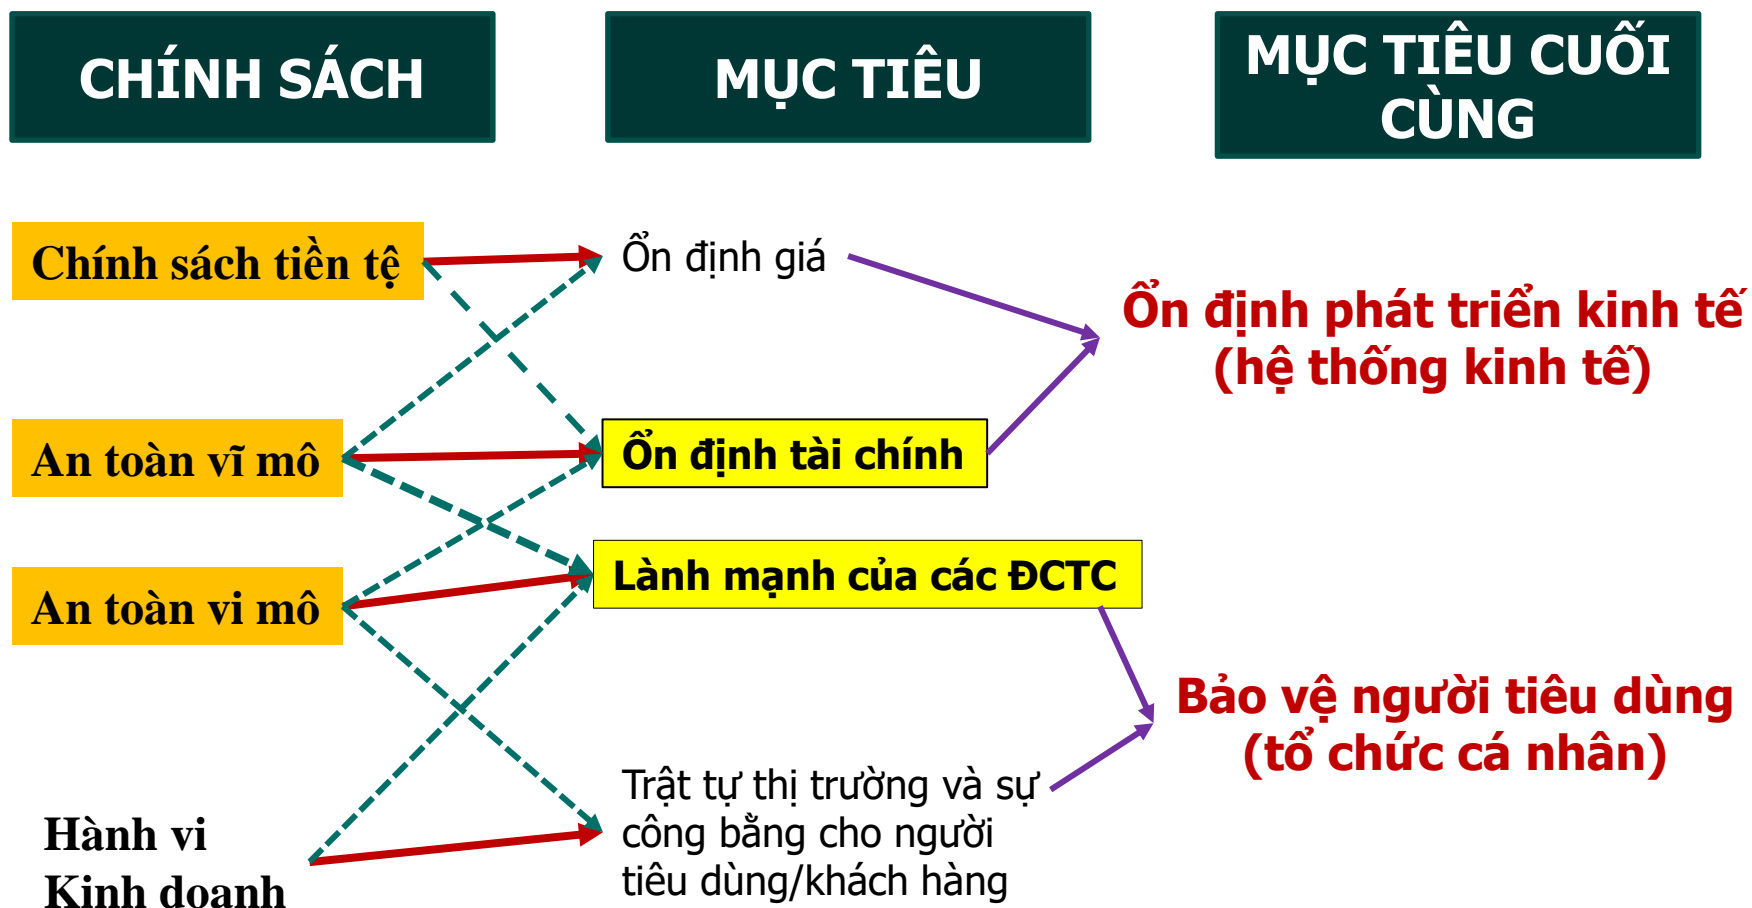 CHÍNH SÁCH
MỤC TIÊU
MỤC TIÊU CUỐI
CÙNG
Chính sách tiền tệ
Ổn định giá
Ổn định phát triển kinh tế
(hệ thống kinh tế)
An toàn vĩ mô
Ổn định tài chính
Lành mạnh của các ĐCTC
An toàn vi mô
Bảo vệ người tiêu dùng
(tổ chức cá nhân)
Trật tự thị trường và sự
công bằng cho người
tiêu dùng/khách hàng
Hành vi
Kinh doanh